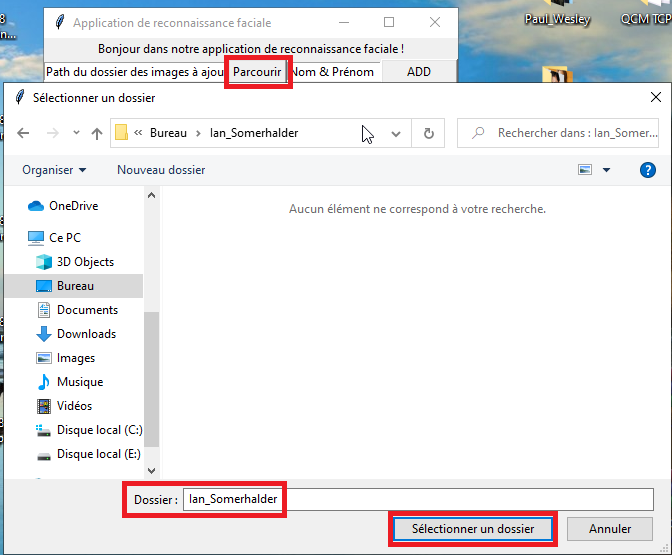 Paul_Wesley
QCM TCP
Application de reconnaissance faciale
Bonjour dans notre application de reconnaissance faciale !
Path du dossier des images à ajou
Parcourir
Nom & Prénom
ADD
Sélectionner un dossier
« Bureau › Ian_Somerhalder
Rechercher dans : Ian_Somer...
Organiser
Nouveau dossier
Aucun élément ne correspond à votre recherche.
OneDrive
Ce PC
3D Objects
Bureau
Documents
Downloads
Images
Musique
Vidéos
Disque local (C:)
Disque local (E:)
Dossier : Ian_Somerhalder
Sélectionner un dossier
Annuler